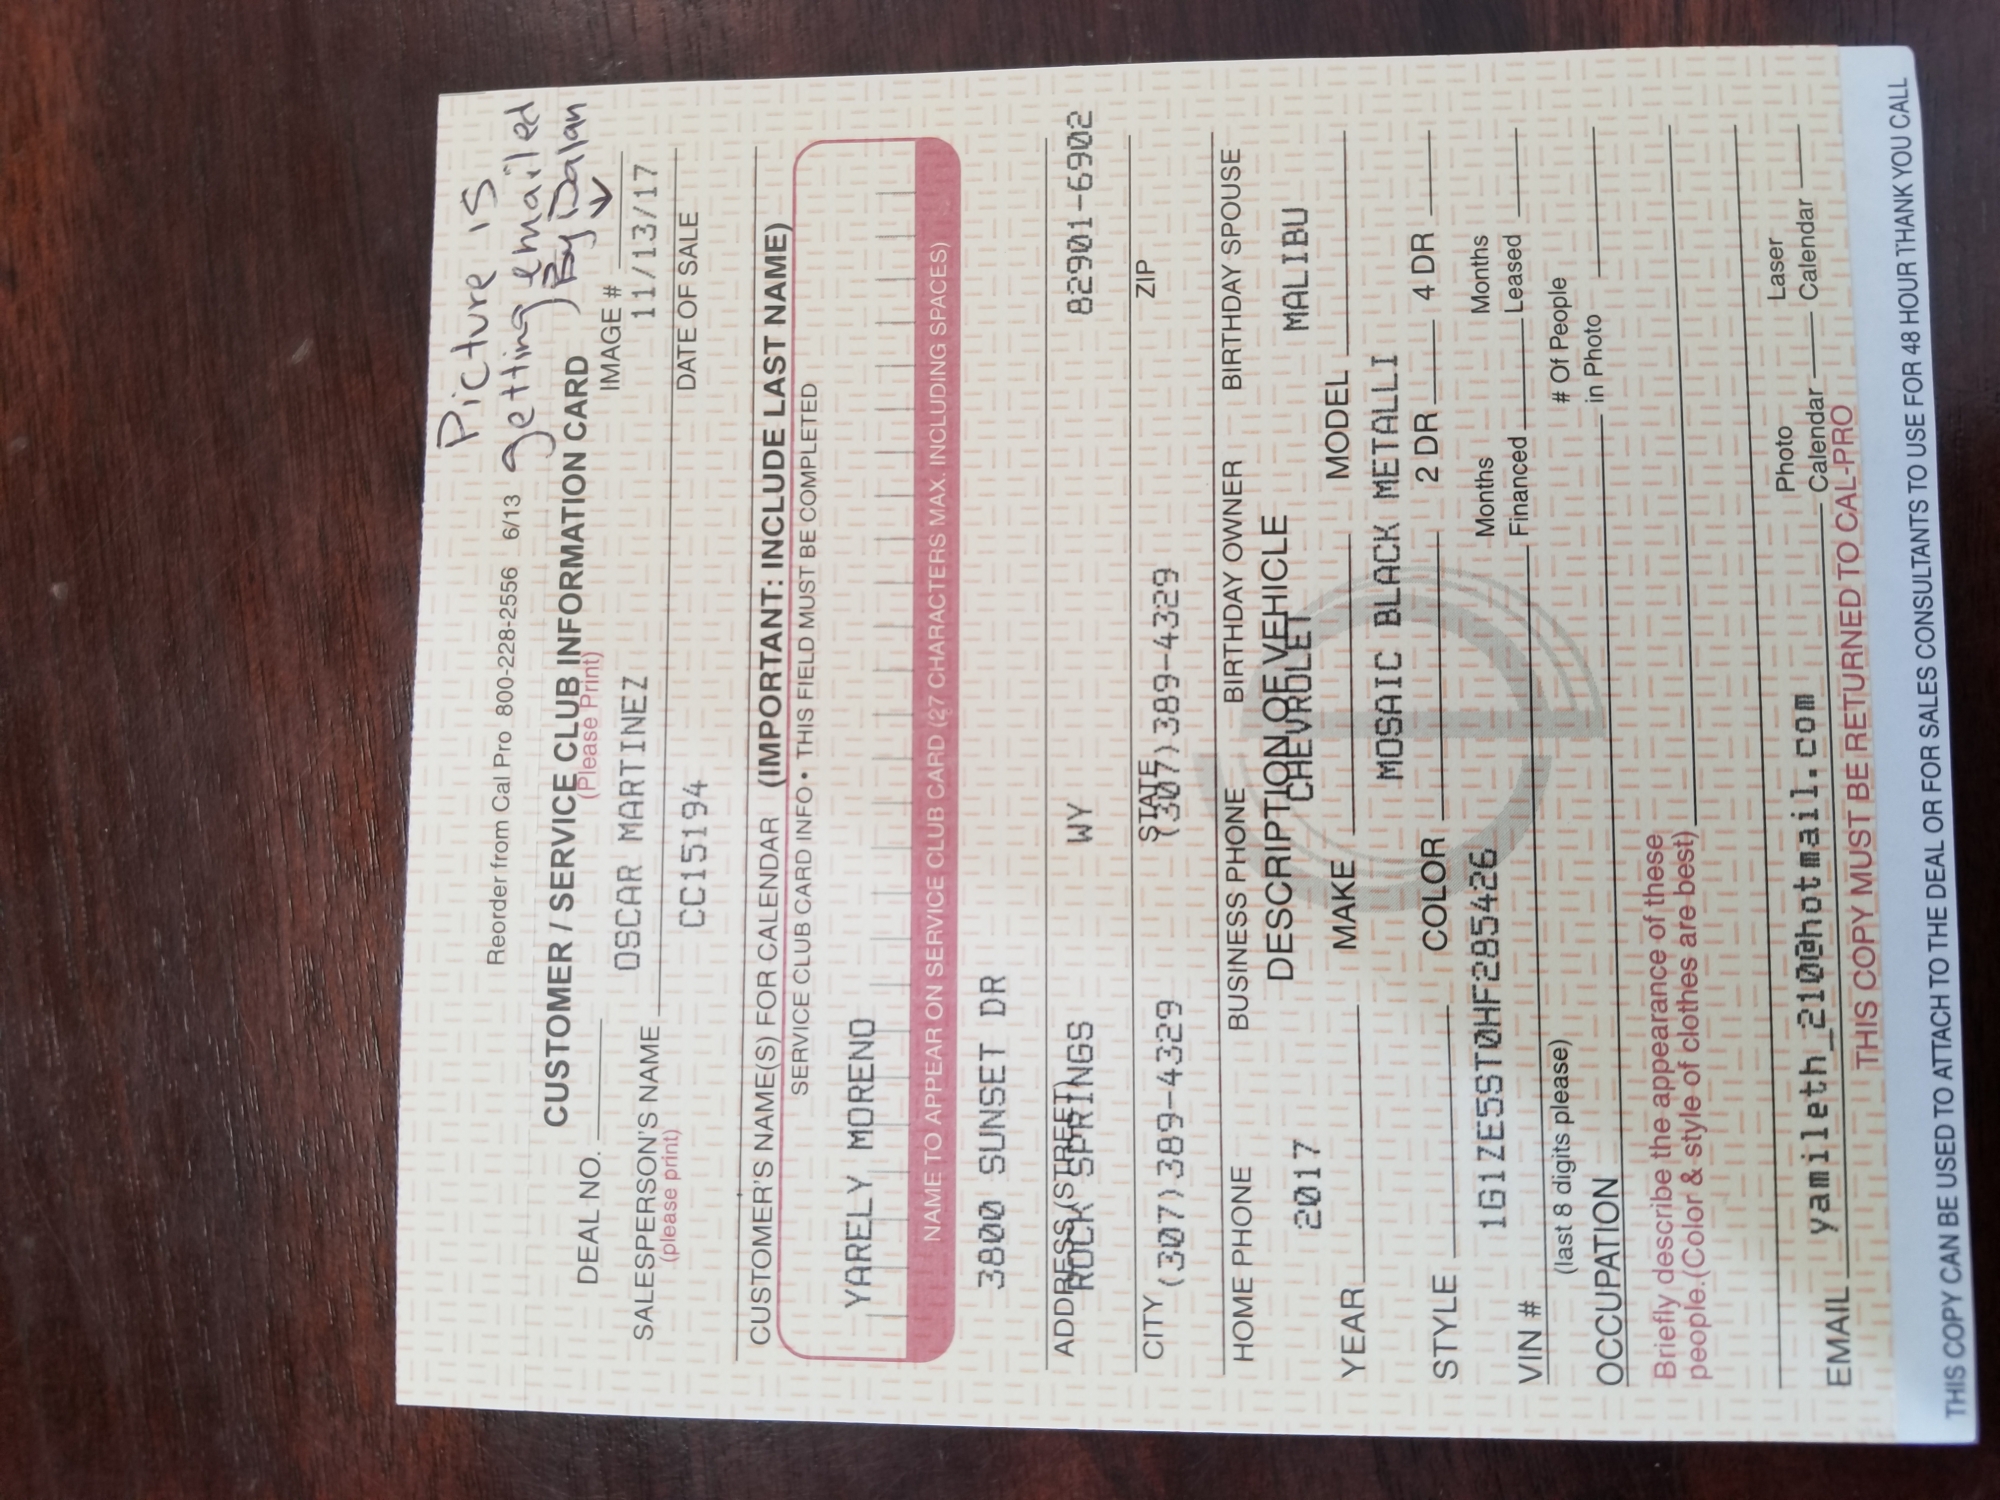 Picture is
Reorder from Cal Pro 800-228-2556 6/13 getting emailed
CUSTOMER / SERVICE CLUB INFORMATION CARD ) By Dalan
(Please Print)
DEAL NO. IMAGE #
OSCAR MARTINEZ 11/13/17
SALESPERSON'S NAME DATE OF SALE
(please print)
CC15194
CUSTOMER'S NAME(S) FOR CALENDAR (IMPORTANT: INCLUDE LAST NAME)
SERVICE CLUB CARD INFO • THIS FIELD MUST BE COMPLETED
YARELY MORENO
NAME TO APPEAR ON SERVICE CLUB CARD (27 CHARACTERS MAX. INCLUDING SPACES)
3800 SUNSET DR
ADDRESS (STREET)
ROCK SPRINGS WY 82901-6902
CITY STATE ZIP
(307)389-4329 (307)389-4329
HOME PHONE BUSINESS PHONE BIRTHDAY OWNER BIRTHDAY SPOUSE
DESCRIPTION OF VEHICLE
2017 CHEVROLET MALIBU
YEAR MAKE MODEL
MOSAIC BLACK METALLI
STYLE COLOR 2 DR 4 DR
1G1ZE5ST0HF285426
VIN # Months Financed Months Leased
(last 8 digits please)
OCCUPATION # Of People in Photo
Briefly describe the appearance of these
people.(Color & style of clothes are best)
EMAIL yamileth_210@hotmail.com Photo Calendar Laser Calendar
THIS COPY MUST BE RETURNED TO CAL-PRO
THIS COPY CAN BE USED TO ATTACH TO THE DEAL OR FOR SALES CONSULTANTS TO USE FOR 48 HOUR THANK YOU CALL